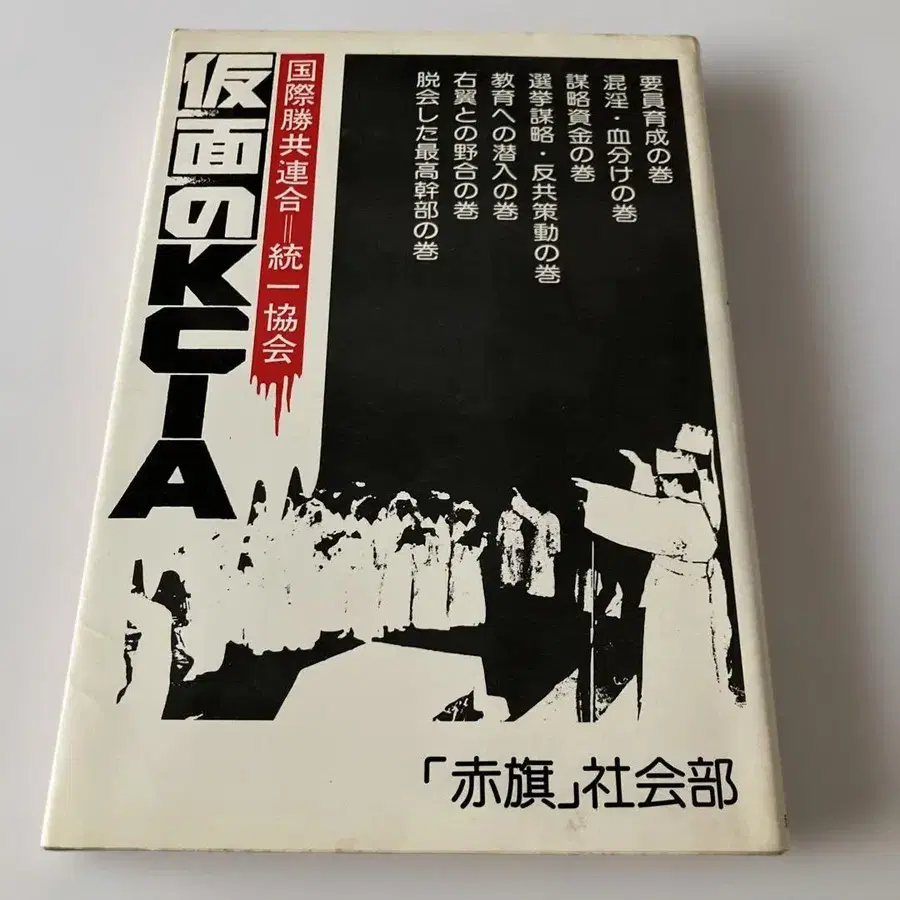 要員育成の巻
混淫・血分けの巻
謀略資金の巻
選挙謀略・反共策動の巻
教育への潜入の巻
右翼との野合の巻
脱会した最高幹部の巻
国際勝共連合＝統一協会
仮面のKCIA
「赤旗」社会部